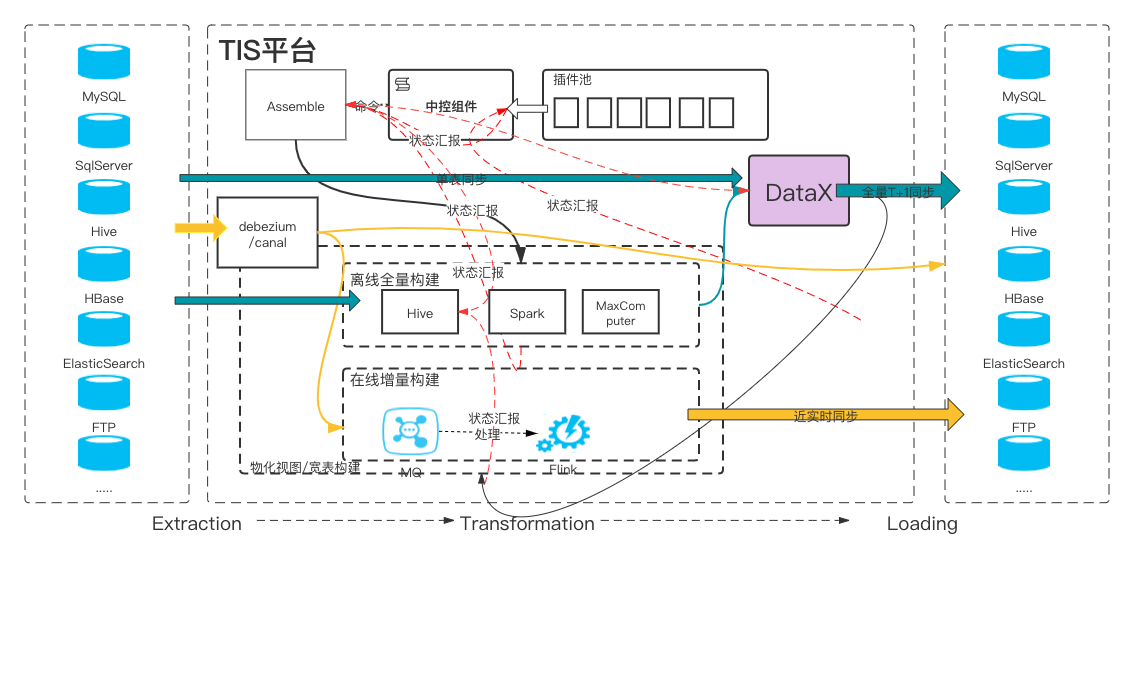 MySQL
SqlServer
Hive
HBase
ElasticSearch
FTP
.....
TIS平台
Assemble
命令
中控组件
插件池
状态汇报
单表同步
状态汇报
状态汇报
DataX
全量T+1同步
debezium
/canal
状态汇报
离线全量构建
Hive
Spark
MaxCom
puter
在线增量构建
状态汇报
处理
MQ
Flink
物化视图/宽表构建
近实时同步
MySQL
SqlServer
Hive
HBase
ElasticSearch
FTP
.....
Extraction
Transformation
Loading